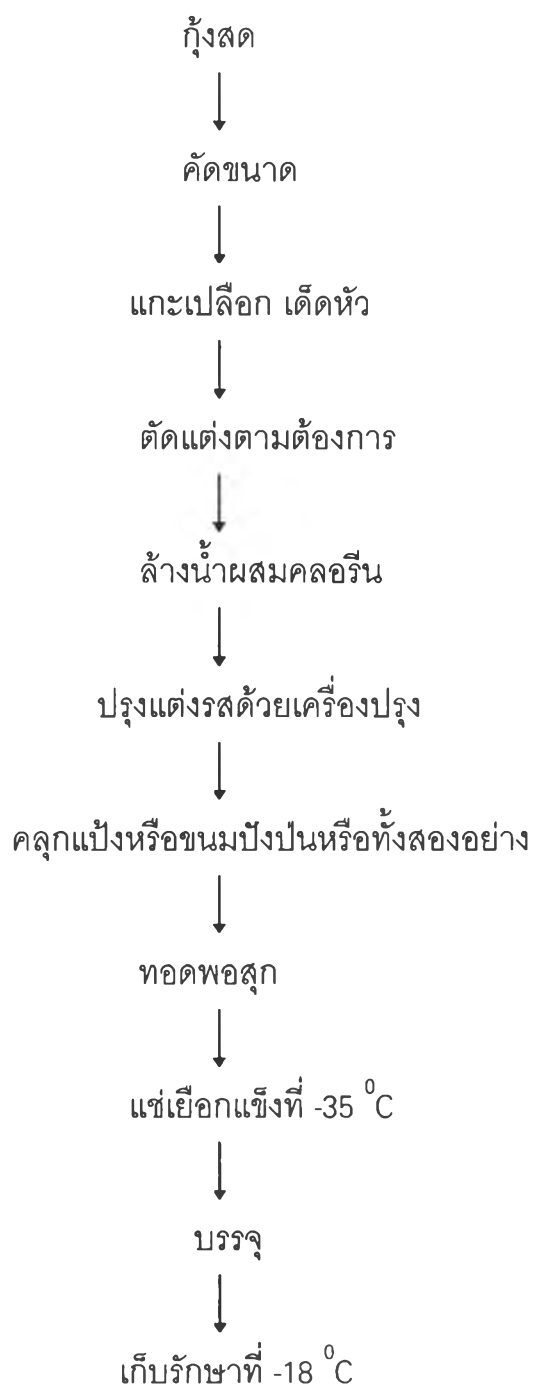 กุ้งสด
คัดขนาด
แกะเปลือก เด็ดหัว
ตัดแต่งตามต้องการ
ล้างน้ำผสมคลอรีน
ปรุงแต่งรสด้วยเครื่องปรุง
คลุกแป้งหรือขนมปังป่นหรือทั้งสองอย่าง
ทอดพอสุก
แช่เยือกแข็งที่ -35 ⁰C
บรรจุ
เก็บรักษาที่ -18 ⁰C